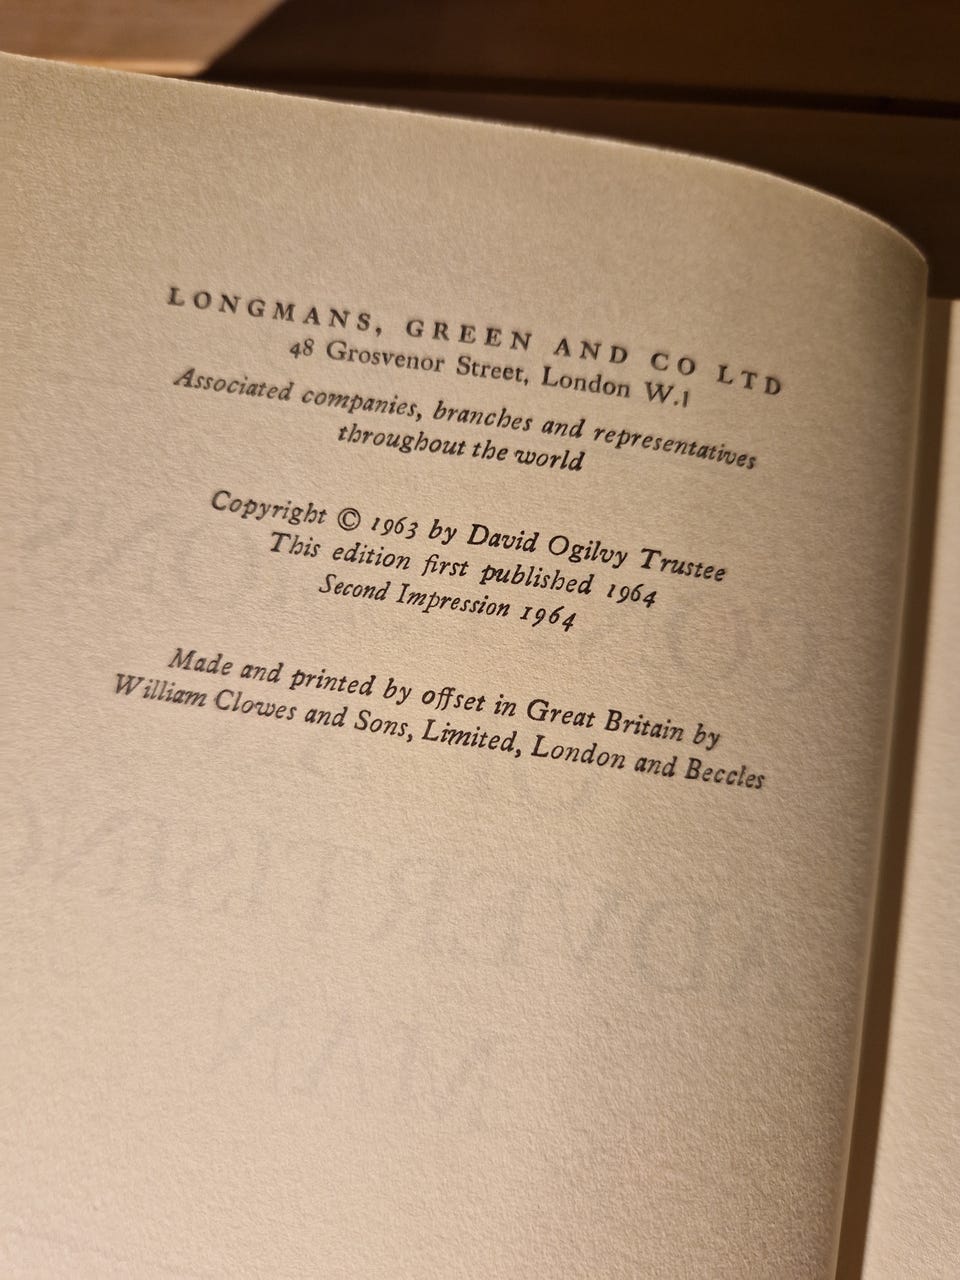 LONGMANS, GREEN AND CO LTD
48 Grosvenor Street, London W.1
Associated companies, branches and representatives
throughout the world
Copyright © 1963 by David Ogilvy Trustee
This edition first published 1964
Second Impression 1964
Made and printed by offset in Great Britain by
William Clowes and Sons, Limited, London and Beccles